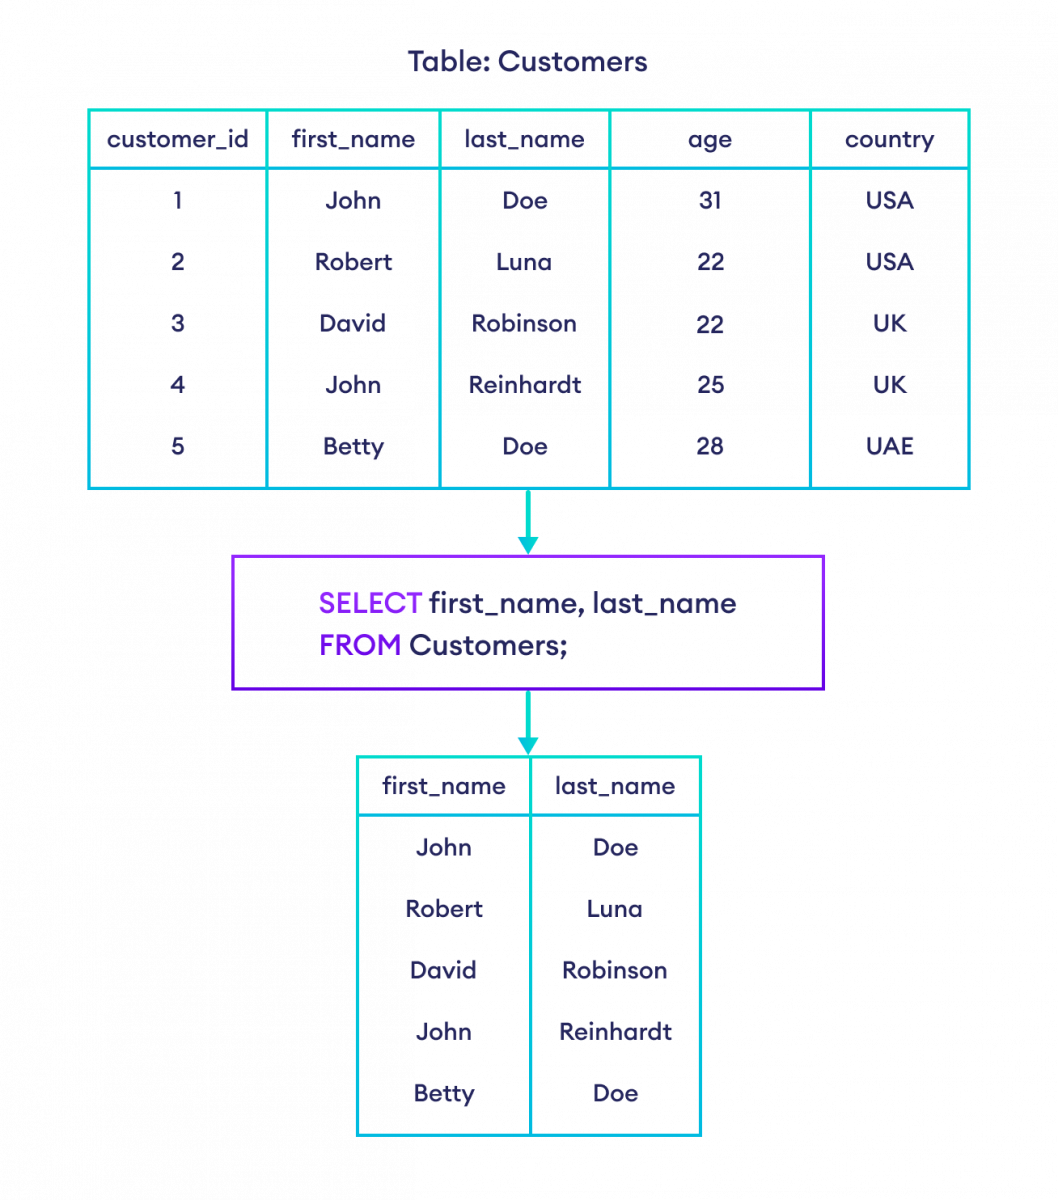 Table: Customers
customer_id first_name last_name age country
1 John Doe 31 USA
2 Robert Luna 22 USA
3 David Robinson 22 UK
4 John Reinhardt 25 UK
5 Betty Doe 28 UAE
SELECT first_name, last_name
FROM Customers;
first_name last_name
John Doe
Robert Luna
David Robinson
John Reinhardt
Betty Doe